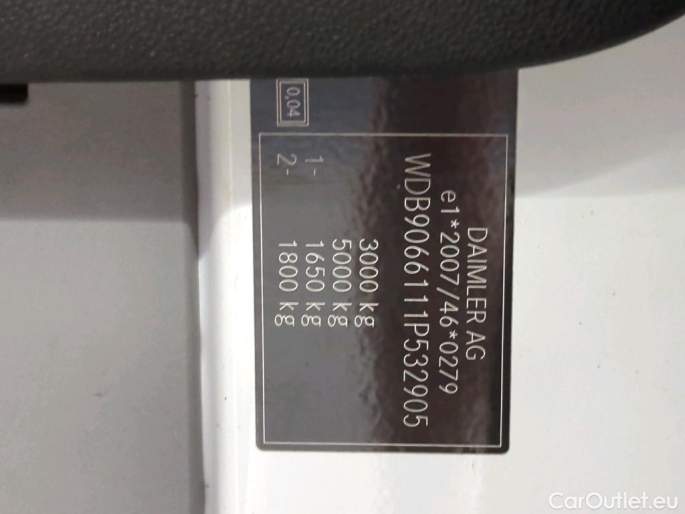 DAIMLER AG
e1*2007/46*0279
WDB9066111P532905
3000 kg
5000 kg
1- 1650 kg
2- 1800 kg
0,04
CarOutlet.eu